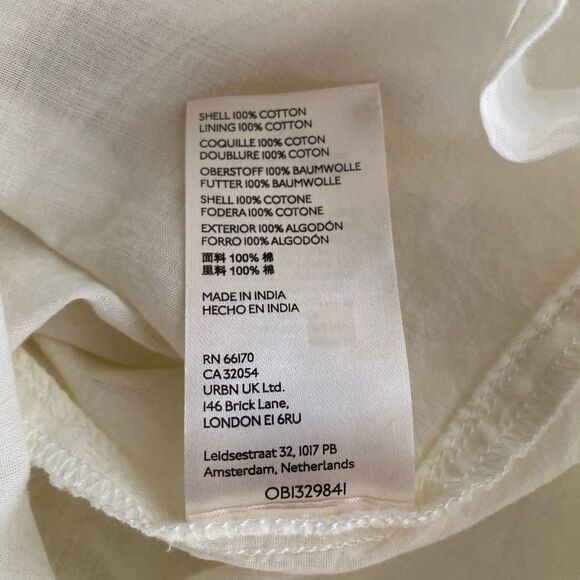 SHELL 100% COTTON
LINING 100% COTTON
COQUILLE 100% COTON
DOUBLURE 100% COTON
OBERSTOFF 100% BAUMWOLLE
FUTTER 100% BAUMWOLLE
SHELL 100% COTONE
FODERA 100% COTONE
EXTERIOR 100% ALGODÓN
FORRO 100% ALGODÓN
面料 100% 棉
里料 100% 棉
MADE IN INDIA
HECHO EN INDIA
RN 66170
CA 32054
URBN UK Ltd.
146 Brick Lane,
LONDON E1 6RU
Leidsestraat 32, 1017 PB
Amsterdam, Netherlands
OB1329841